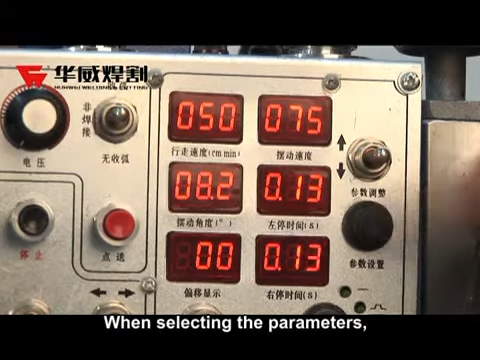 华威焊割
HUAWEI WELDING & CUTTING
非焊接
无收弧
电压
停止
点送
050
075
行走速度(cm min)
摆动速度
08.2
0.13
摆动角度(°)
左停时间(S)
00
0.13
偏移显示
右停时间(S)
参数调整
参数设置
When selecting the parameters,